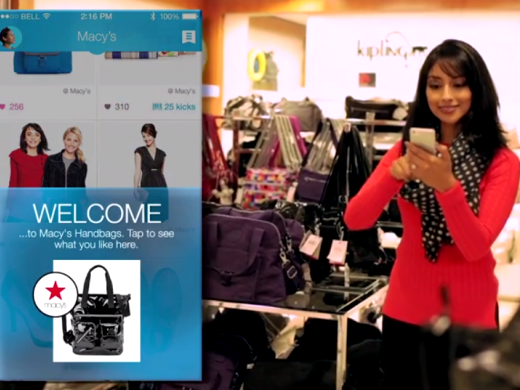 BELL 2:16 PM 100%
Macy's
@ Macy's @ Macy's
256 310 25 kicks
WELCOME
...to Macy's Handbags. Tap to see
what you like here.
macys
kipling